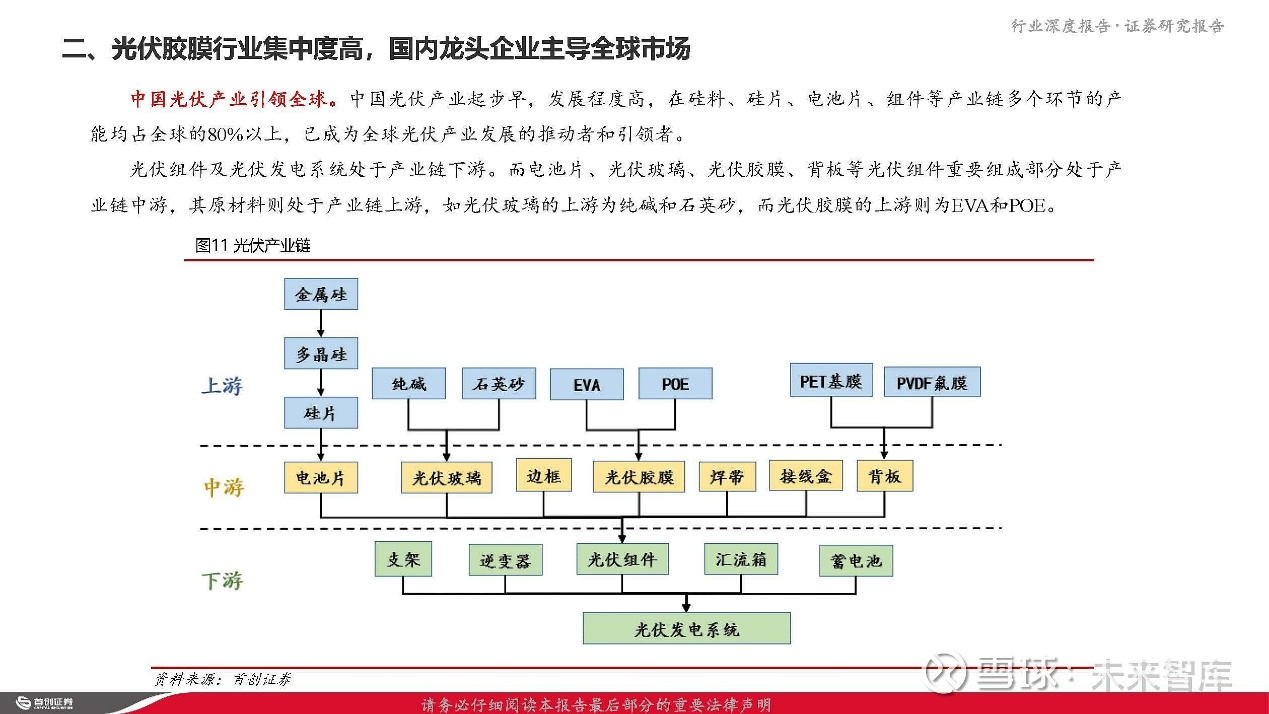 行业深度报告·证券研究报告
二、光伏胶膜行业集中度高，国内龙头企业主导全球市场
中国光伏产业引领全球。中国光伏产业起步早，发展程度高，在硅料、硅片、电池片、组件等产业链多个环节的产
能均占全球的80%以上，已成为全球光伏产业发展的推动者和引领者。
光伏组件及光伏发电系统处于产业链下游。而电池片、光伏玻璃、光伏胶膜、背板等光伏组件重要组成部分处于产
业链中游，其原材料则处于产业链上游，如光伏玻璃的上游为纯碱和石英砂，而光伏胶膜的上游则为EVA和POE。
图11 光伏产业链
金属硅
多晶硅
上游
纯碱
石英砂
EVA
POE
PET基膜
PVDF氟膜
硅片
中游
电池片
光伏玻璃
边框
光伏胶膜
焊带
接线盒
背板
下游
支架
逆变器
光伏组件
汇流箱
蓄电池
光伏发电系统
资料来源：首创证券
雪球：未来智库
首创证券
CAPITAL SECURITIES
请务必仔细阅读本报告最后部分的重要法律声明